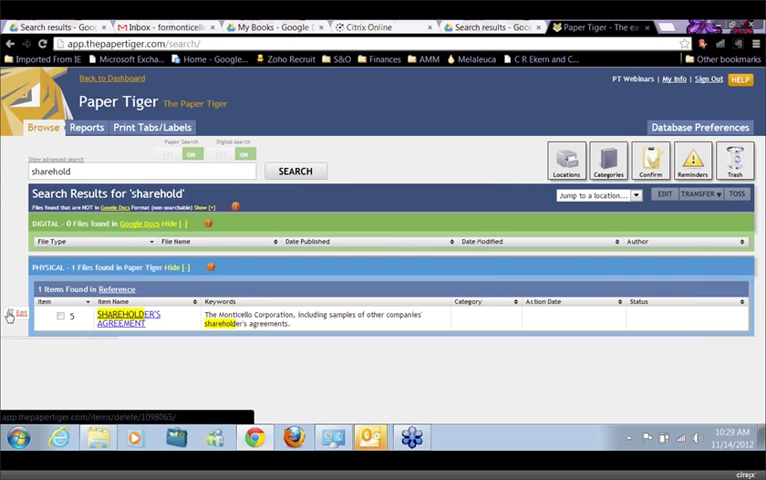 Search results - Goo
Inbox - formonticello
My Books - Google D
Citrix Online
Search results - Goo
Paper Tiger - The ea
app.thepapertiger.com/search/
Imported From IE
Microsoft Excha...
Home - Google...
Zoho Recruit
S&O
Finances
AMM
Melaleuca
C R Ekern and C...
Other bookmarks
Back to Dashboard
PT Webinars | My Info | Sign Out HELP
Paper Tiger The Paper Tiger
Browse Reports Print Tabs/Labels
Database Preferences
Paper Search Digital search
ON ON
Show advanced search
sharehold
SEARCH
Locations Categories Confirm Reminders Trash
Search Results for 'sharehold'
Jump to a location...
EDIT TRANSFER TOSS
Files found that are NOT in Google Docs Format (non-searchable) Show [+]
DIGITAL - 0 Files found in Google Docs Hide [-]
File Type File Name Date Published Date Modified Author
PHYSICAL - 1 Files found in Paper Tiger Hide [-]
1 Items Found in Reference
Item Item Name Keywords Category Action Date Status
Edit
5
SHAREHOLDER'S
AGREEMENT
The Monticello Corporation, including samples of other companies'
shareholder's agreements.
app.thepapertiger.com/items/delete/1098065/
10:29 AM
11/14/2012
citrix